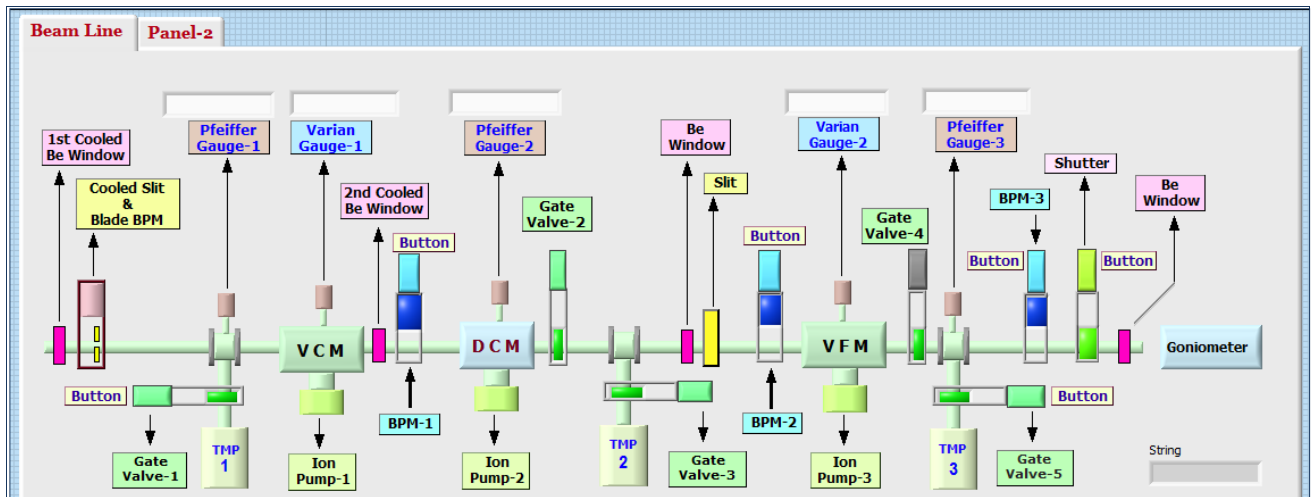 Beam Line
Panel-2
1st Cooled
Be Window
Cooled Slit
&
Blade BPM
Pfeiffer
Gauge-1
Varian
Gauge-1
2nd Cooled
Be Window
Button
Pfeiffer
Gauge-2
Gate
Valve-2
Be
Window
Slit
Button
Varian
Gauge-2
Gate
Valve-4
Pfeiffer
Gauge-3
BPM-3
Button
Shutter
Button
Be
Window
VCM
DCM
VFM
Goniometer
Button
Gate
Valve-1
TMP
1
Ion
Pump-1
BPM-1
Ion
Pump-2
TMP
2
Gate
Valve-3
BPM-2
Ion
Pump-3
TMP
3
Button
Gate
Valve-5
String